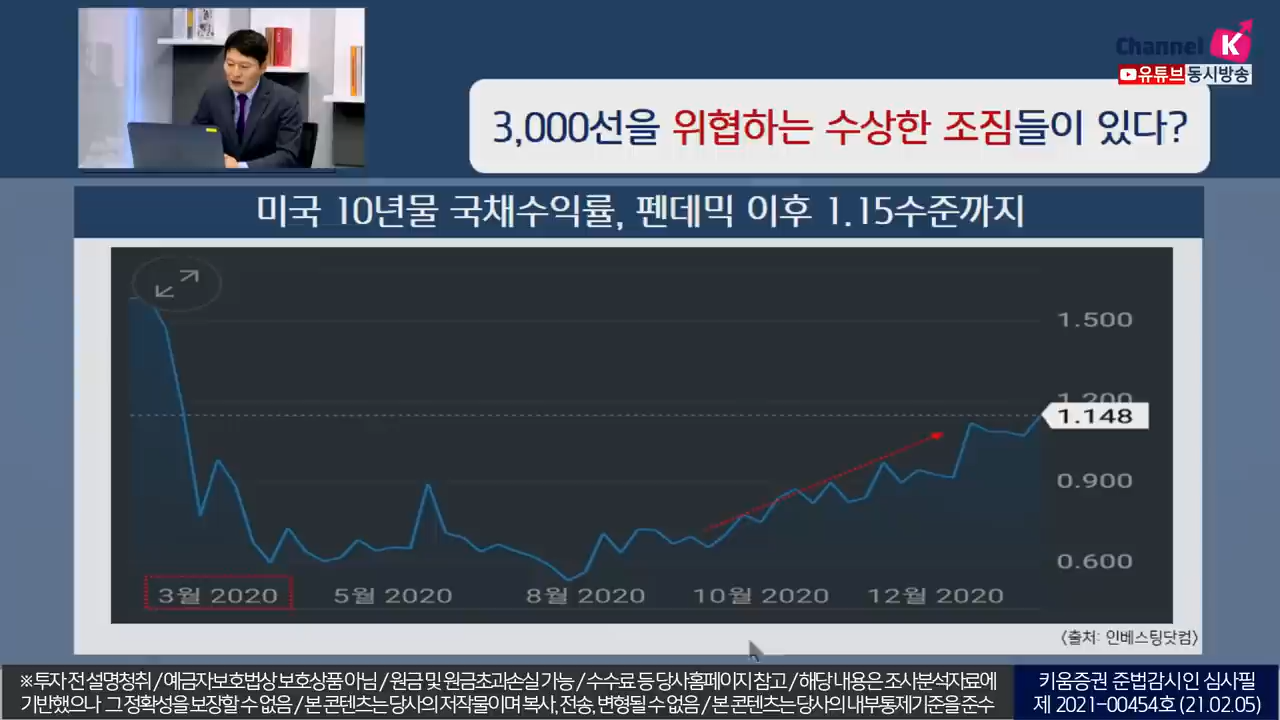 Channel K
유튜브동시방송
3,000선을 위협하는 수상한 조짐들이 있다?
미국 10년물 국채수익률, 펜데믹 이후 1.15수준까지
1.500
1.200
1.148
0.900
0.600
3월 2020
5월 2020
8월 2020
10월 2020
12월 2020
〈출처: 인베스팅닷컴〉
※ 투자 전 설명청취 / 예금자보호법상 보호상품 아님 / 원금 및 원금초과손실 가능 / 수수료 등 당사홈페이지 참고 / 해당 내용은 조사분석자료에
기반했으나 그 정확성을 보장할 수 없음 / 본 콘텐츠는 당사의 저작물이며 복사, 전송, 변형될 수 없음 / 본 콘텐츠는 당사의 내부통제기준을 준수
키움증권 준법감시인 심사필
제 2021-00454호 (21.02.05)